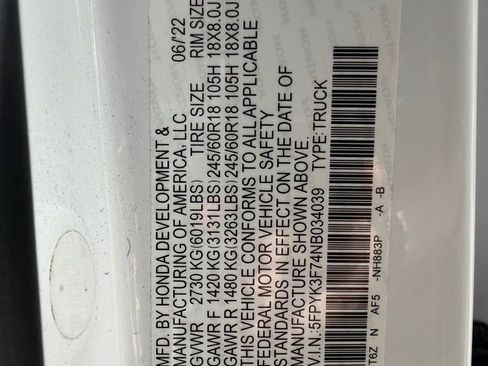 MFD. BY HONDA DEVELOPMENT &
MANUFACTURING OF AMERICA, LLC 06/'22
GVWR 2730 KG(6019LBS) TIRE SIZE RIM SIZE
GAWR F 1420 KG(3131LBS)245/60R18 105H 18X8.0J
GAWR R 1480 KG(3263LBS)245/60R18 105H 18X8.0J
THIS VEHICLE CONFORMS TO ALL APPLICABLE
FEDERAL MOTOR VEHICLE SAFETY
STANDARDS IN EFFECT ON THE DATE OF
V.I.N.:5FPYK3F74NB034039 TYPE:TRUCK
T6Z N AF5 -NH883P -A -B